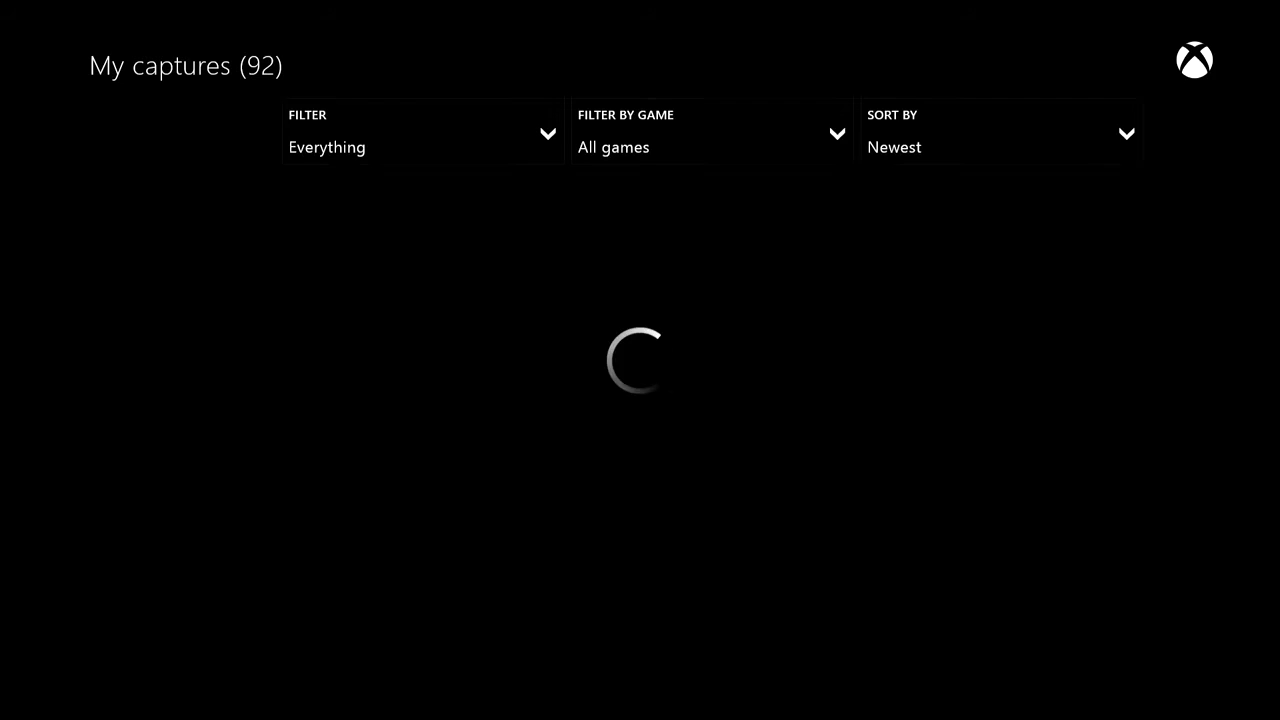 My captures (92)
FILTER
Everything
FILTER BY GAME
All games
SORT BY
Newest